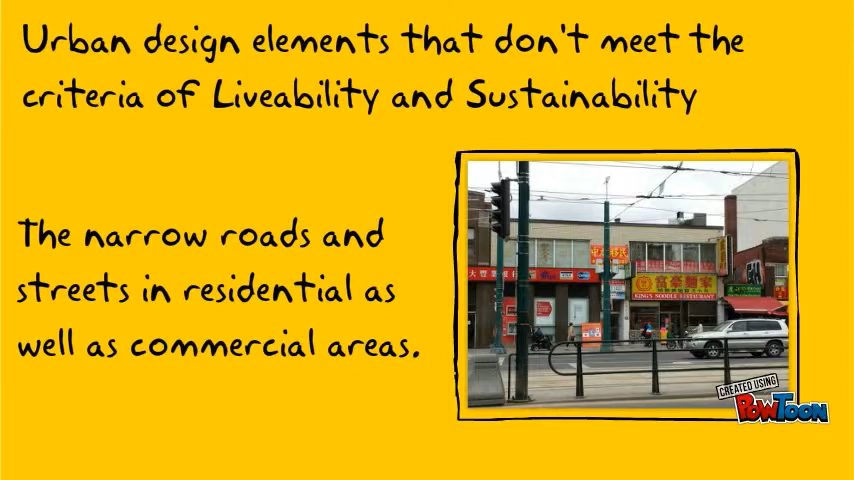 Urban design elements that don't meet the
criteria of Liveability and Sustainability
The narrow roads and
streets in residential as
well as commercial areas.
KING'S NOODLE RESTAURANT
CREATED USING
POWTOON